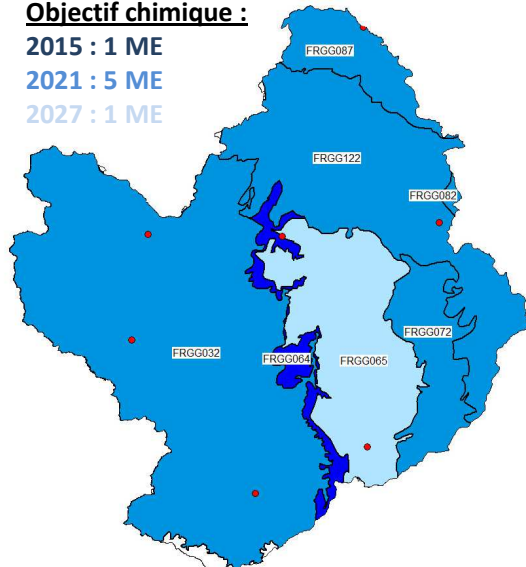 Objectif chimique :
2015 : 1 ME
2021 : 5 ME
2027 : 1 ME
FRGG087
FRGG122
FRGG082
FRGG032
FRGG064
FRGG065
FRGG072